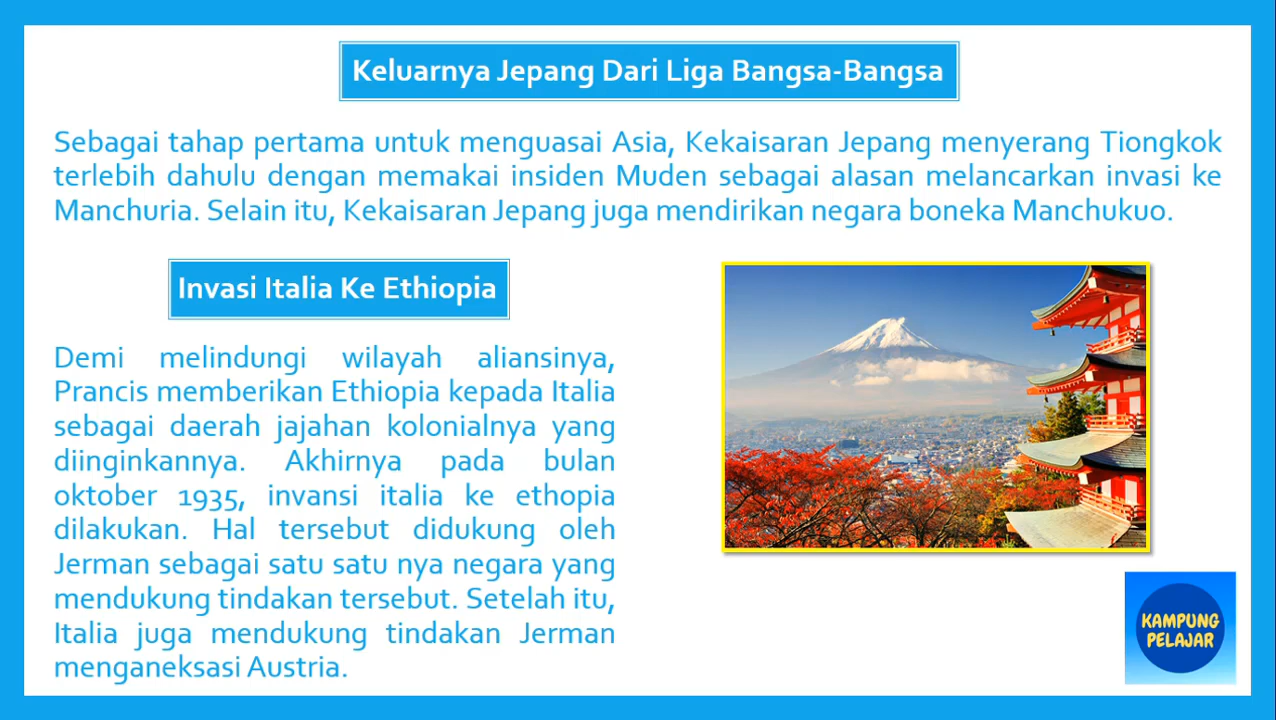 Keluarnya Jepang Dari Liga Bangsa-Bangsa
Sebagai tahap pertama untuk menguasai Asia, Kekaisaran Jepang menyerang Tiongkok
terlebih dahulu dengan memakai insiden Muden sebagai alasan melancarkan invasi ke
Manchuria. Selain itu, Kekaisaran Jepang juga mendirikan negara boneka Manchukuo.
Invasi Italia Ke Ethiopia
Demi melindungi wilayah aliansinya,
Prancis memberikan Ethiopia kepada Italia
sebagai daerah jajahan kolonialnya yang
diinginkannya. Akhirnya pada bulan
oktober 1935, invansi italia ke ethopia
dilakukan. Hal tersebut didukung oleh
Jerman sebagai satu satu nya negara yang
mendukung tindakan tersebut. Setelah itu,
Italia juga mendukung tindakan Jerman
menganeksasi Austria.
KAMPUNG
PELAJAR